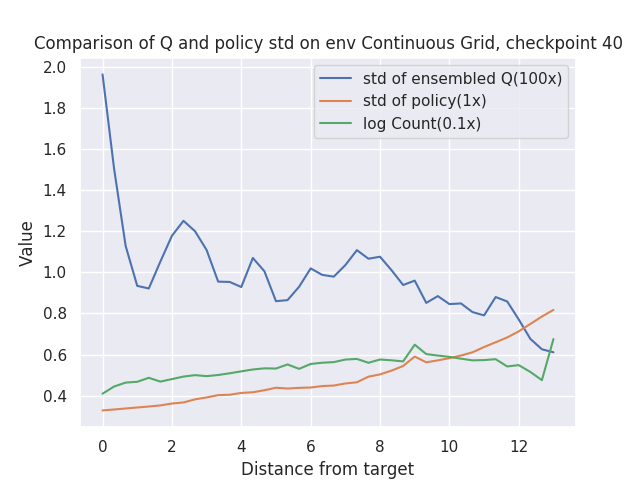 Comparison of Q and policy std on env Continuous Grid, checkpoint 40
std of ensembled Q(100x)
std of policy(1x)
log Count(0.1x)
Value
2.0
1.8
1.6
1.4
1.2
1.0
0.8
0.6
0.4
0 2 4 6 8 10 12
Distance from target